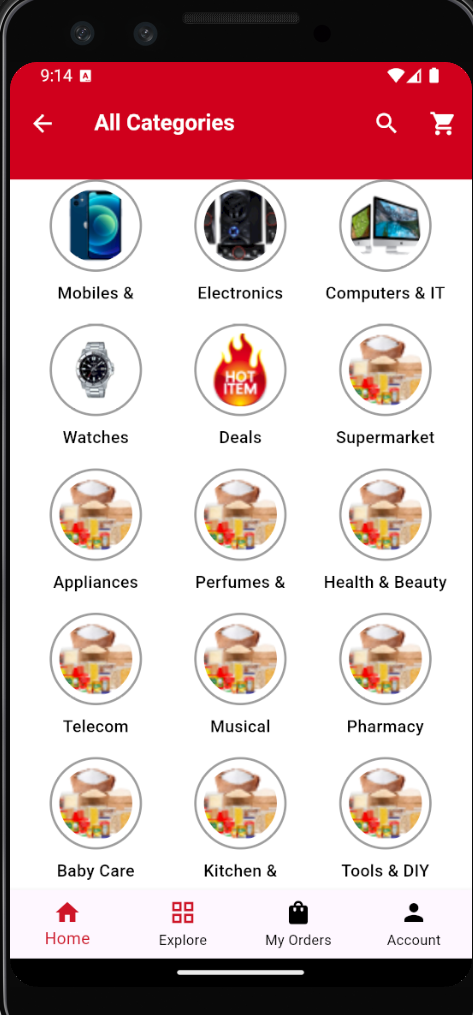 9:14 A
All Categories
Mobiles &
Electronics
Computers & IT
HOT
ITEM
Watches
Deals
Supermarket
Appliances
Perfumes &
Health & Beauty
Telecom
Musical
Pharmacy
Baby Care
Kitchen &
Tools & DIY
Home
Explore
My Orders
Account